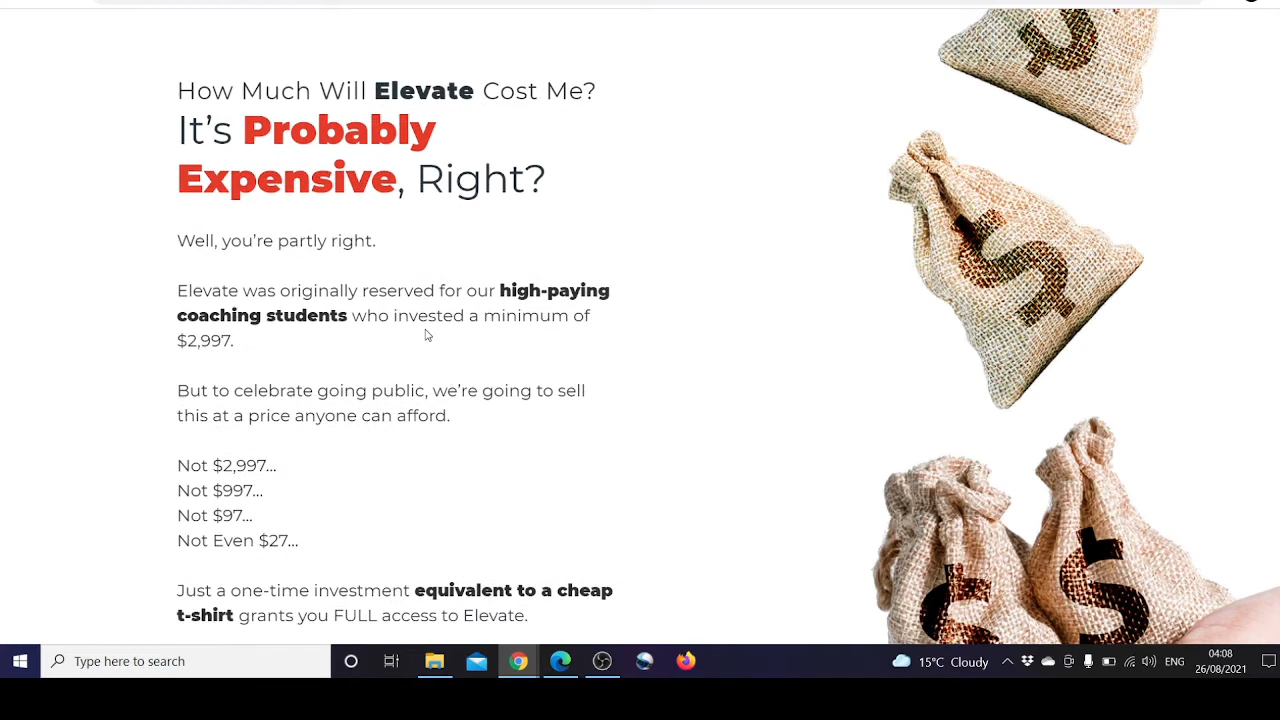 How Much Will Elevate Cost Me?
It's Probably
Expensive, Right?
Well, you're partly right.
Elevate was originally reserved for our high-paying
coaching students who invested a minimum of
$2,997.
But to celebrate going public, we're going to sell
this at a price anyone can afford.
Not $2,997...
Not $997...
Not $97...
Not Even $27...
Just a one-time investment equivalent to a cheap
t-shirt grants you FULL access to Elevate.
$
$
$
$
Type here to search
15°C Cloudy
ENG
04:08
26/08/2021